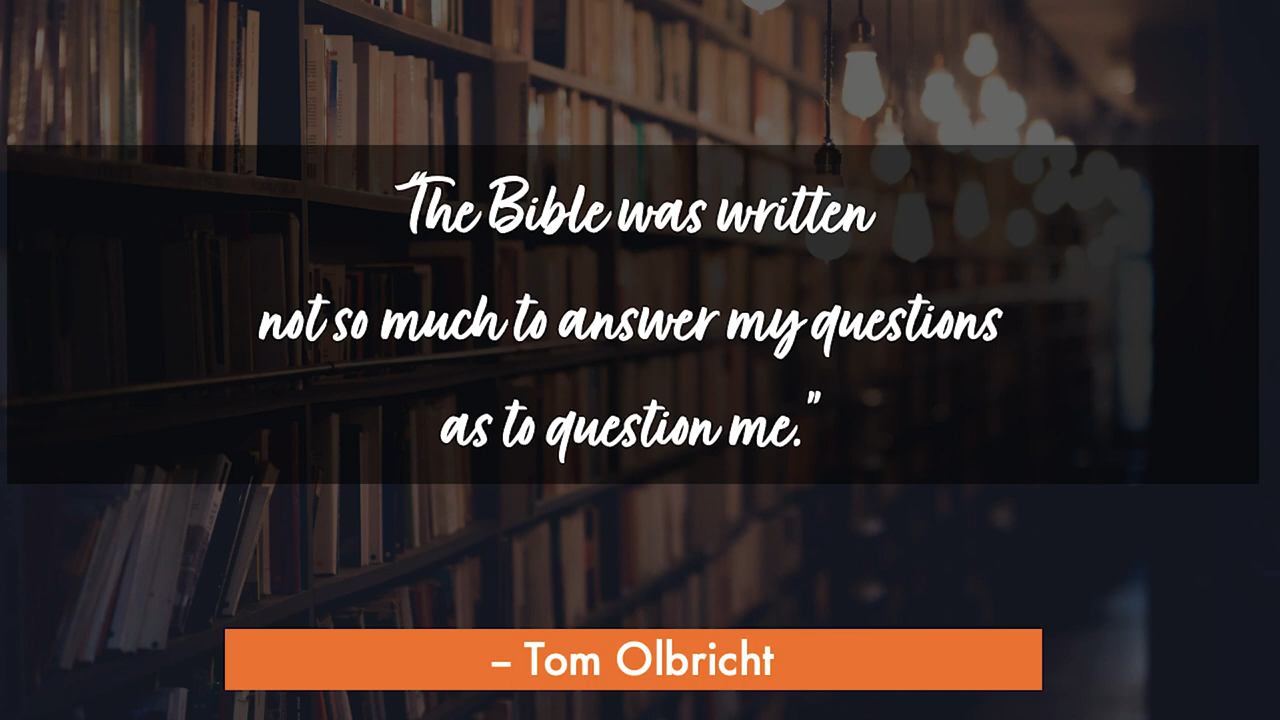 "The Bible was written
not so much to answer my questions
as to question me."
– Tom Olbricht